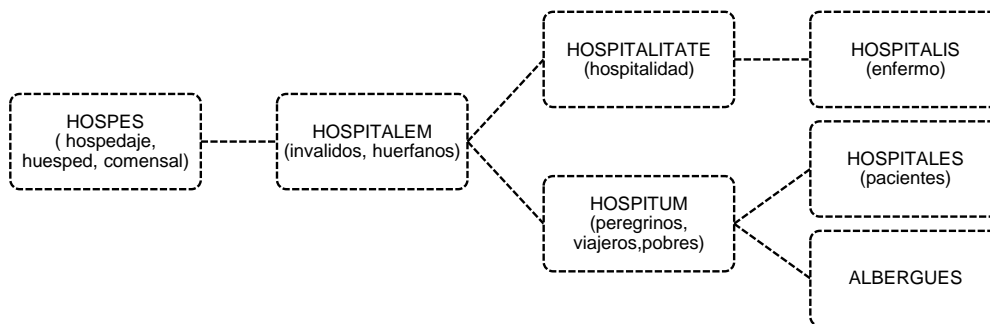 HOSPES
( hospedaje,
huesped, comensal)
HOSPITALEM
(invalidos, huerfanos)
HOSPITALITATE
(hospitalidad)
HOSPITALIS
(enfermo)
HOSPITUM
(peregrinos,
viajeros,pobres)
HOSPITALES
(pacientes)
ALBERGUES